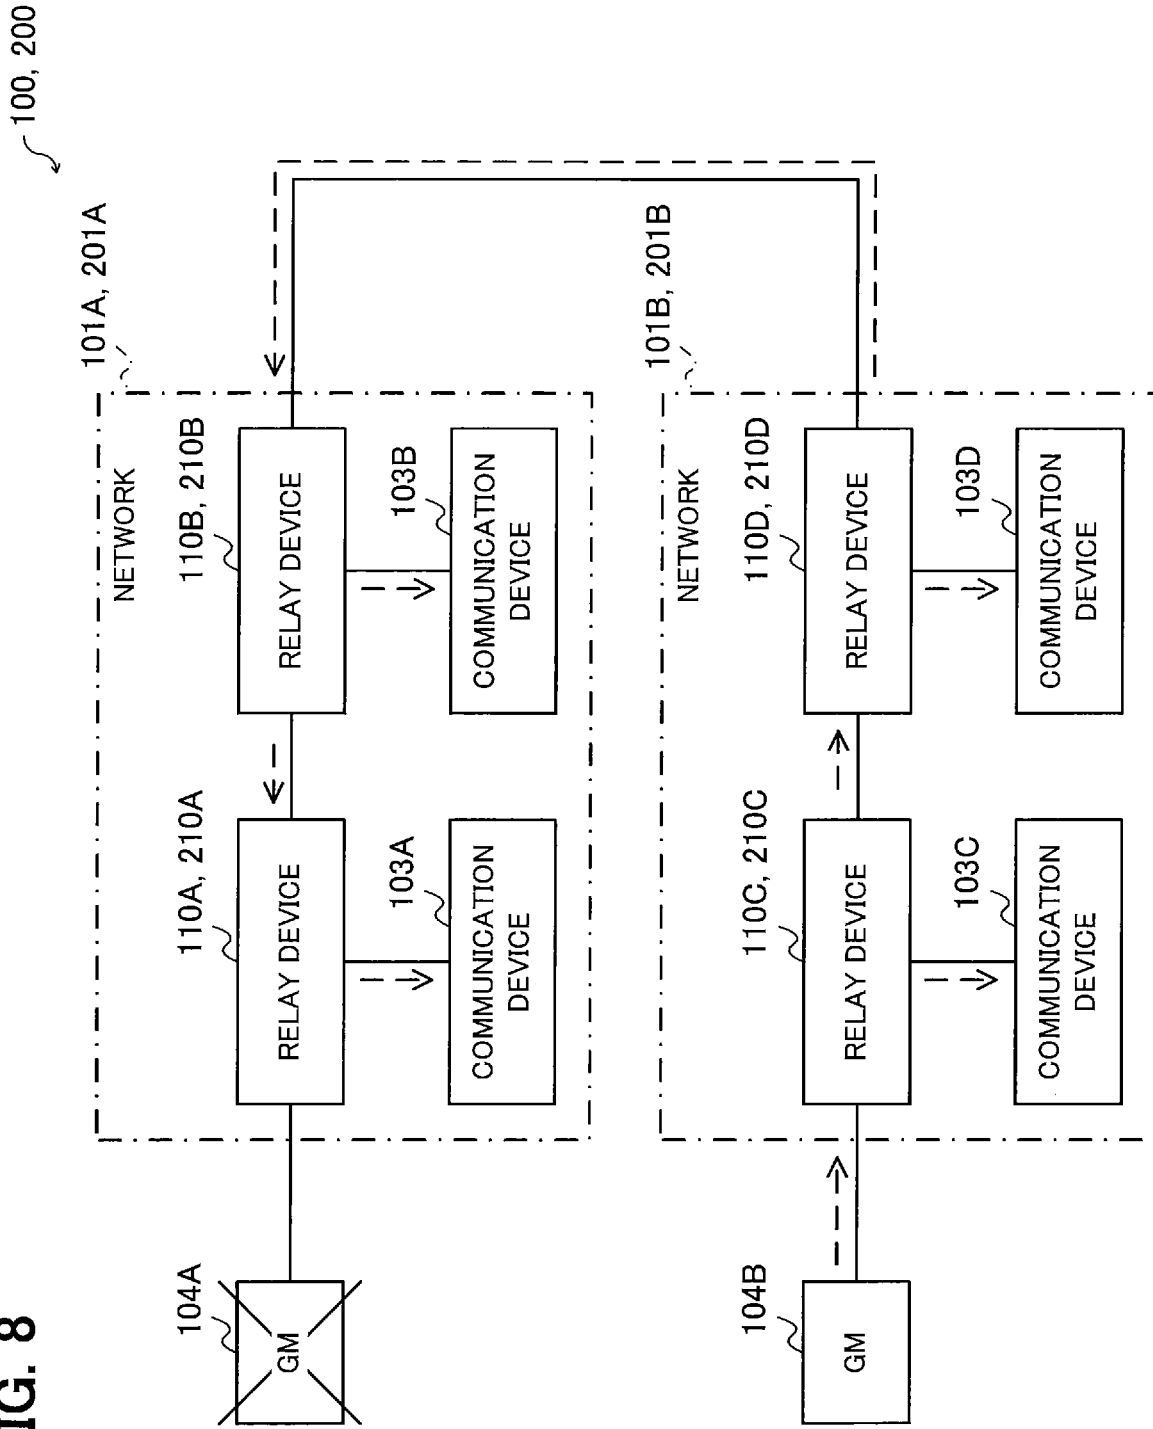 IG. 8
100, 200
101A, 201A
NETWORK
104A
GM
110A, 210A
RELAY DEVICE
110B, 210B
RELAY DEVICE
103A
COMMUNICATION
DEVICE
103B
COMMUNICATION
DEVICE
101B, 201B
NETWORK
104B
GM
110C, 210C
RELAY DEVICE
110D, 210D
RELAY DEVICE
103C
COMMUNICATION
DEVICE
103D
COMMUNICATION
DEVICE